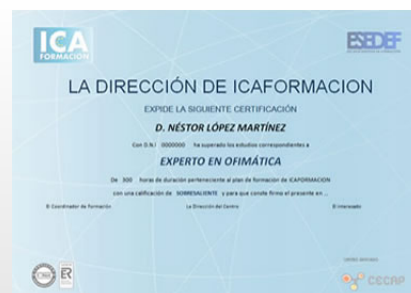 ICA
FORMACIÓN
ESEDEF
LA DIRECCIÓN DE ICAFORMACION
EXPIDE LA SIGUIENTE CERTIFICACIÓN
D. NÉSTOR LÓPEZ MARTÍNEZ
Con D.N.I 0000000 ha superado los estudios correspondientes a
EXPERTO EN OFIMÁTICA
De 300 horas de duración perteneciente al plan de formación de ICAFORMACION
con una calificación de SOBRESALIENTE y para que conste firmo el presente en ...
El Coordinador de Formación La Dirección del Centro El interesado
ER
CECAP